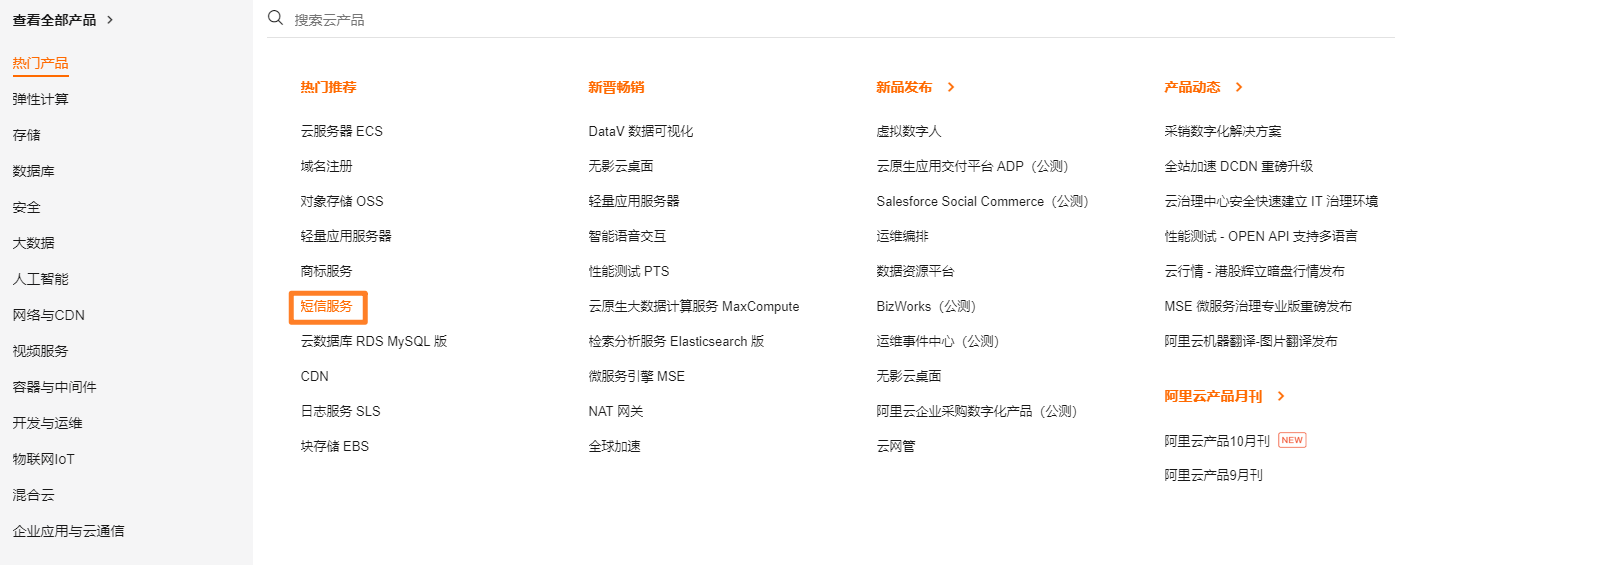 查看全部产品
热门产品
弹性计算
存储
数据库
安全
大数据
人工智能
网络与CDN
视频服务
容器与中间件
开发与运维
物联网IoT
混合云
企业应用与云通信
搜索云产品
热门推荐
云服务器 ECS
域名注册
对象存储 OSS
轻量应用服务器
商标服务
短信服务
云数据库 RDS MySQL 版
CDN
日志服务 SLS
块存储 EBS
新晋畅销
DataV 数据可视化
无影云桌面
轻量应用服务器
智能语音交互
性能测试 PTS
云原生大数据计算服务 MaxCompute
检索分析服务 Elasticsearch 版
微服务引擎 MSE
NAT 网关
全球加速
新品发布
虚拟数字人
云原生应用交付平台 ADP（公测）
Salesforce Social Commerce（公测）
运维编排
数据资源平台
BizWorks（公测）
运维事件中心（公测）
无影云桌面
阿里云企业采购数字化产品（公测）
云网管
产品动态
采销数字化解决方案
全站加速 DCDN 重磅升级
云治理中心安全快速建立 IT 治理环境
性能测试 - OPEN API 支持多语言
云行情 - 港股辉立暗盘行情发布
MSE 微服务治理专业版重磅发布
阿里云机器翻译-图片翻译发布
阿里云产品月刊
阿里云产品10月刊 NEW
阿里云产品9月刊